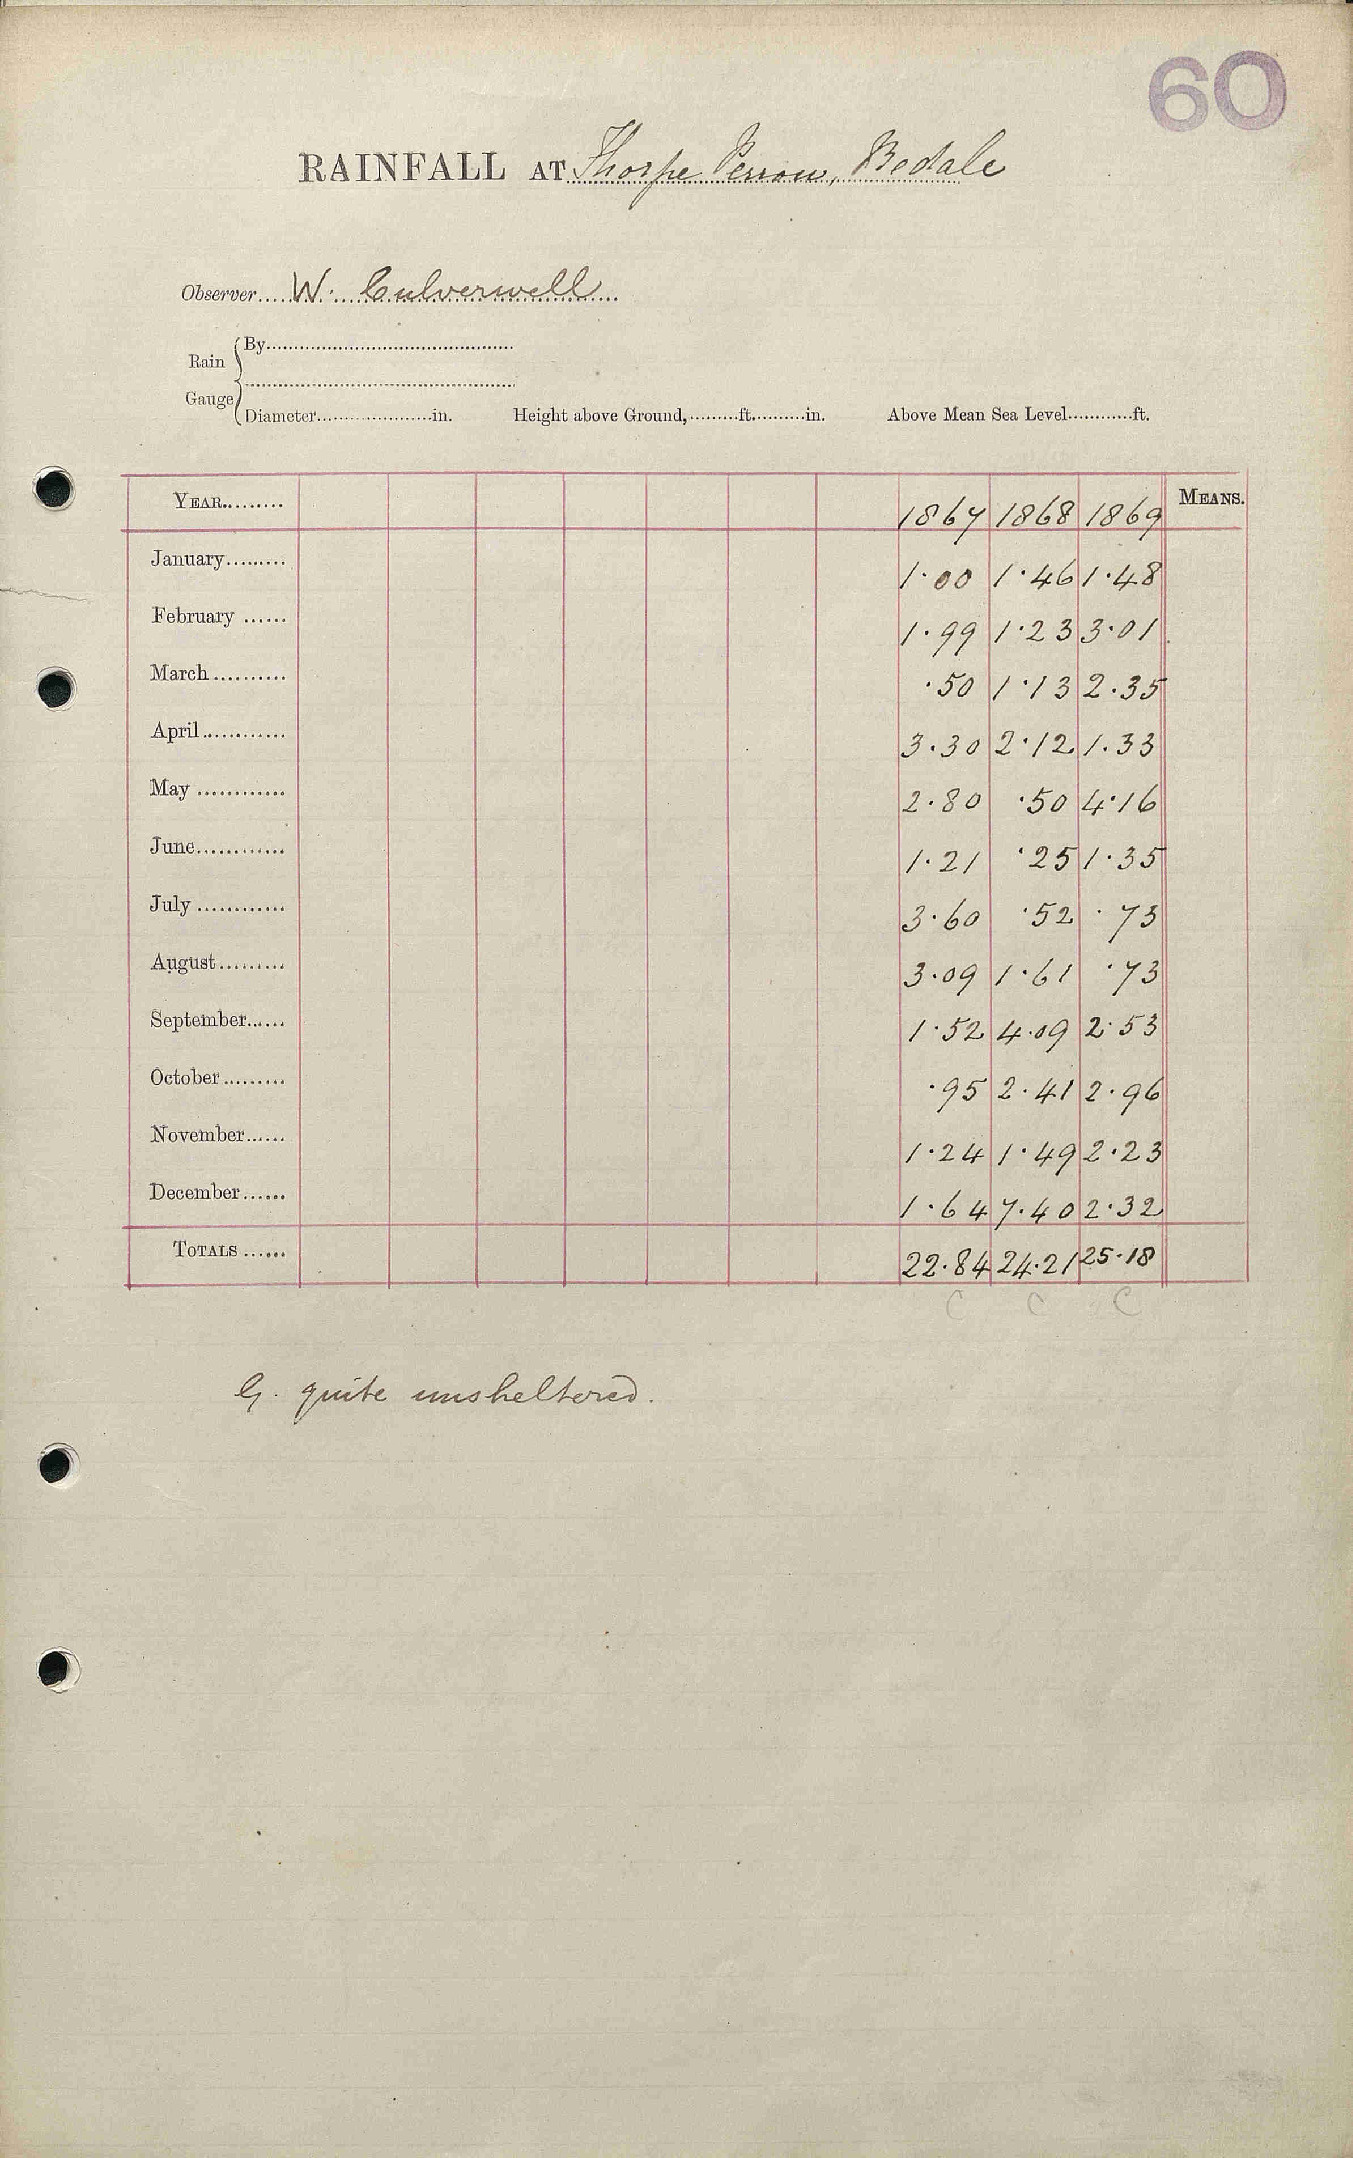 60
RAINFALL AT Thorpe Perrow, Bedale
Observer.....W. Culverwell
Rain
Gauge
By...............
Diameter...............in. Height above Ground,.........ft..........in. Above Mean Sea Level............ft.
YEAR......... 1867 1868 1869 MEANS.
January......... 1.00 1.46 1.48
February ...... 1.99 1.23 3.01
March.......... .50 1.13 2.35
April............ 3.30 2.12 1.33
May ............ 2.80 .50 4.16
June............ 1.21 .25 1.35
July ............ 3.60 .52 .73
August......... 3.09 1.61 .73
September...... 1.52 4.09 2.53
October......... .95 2.41 2.96
November...... 1.24 1.49 2.23
December...... 1.64 7.40 2.32
TOTALS ...... 22.84 24.21 25.18
C C C
G. quite unsheltered.